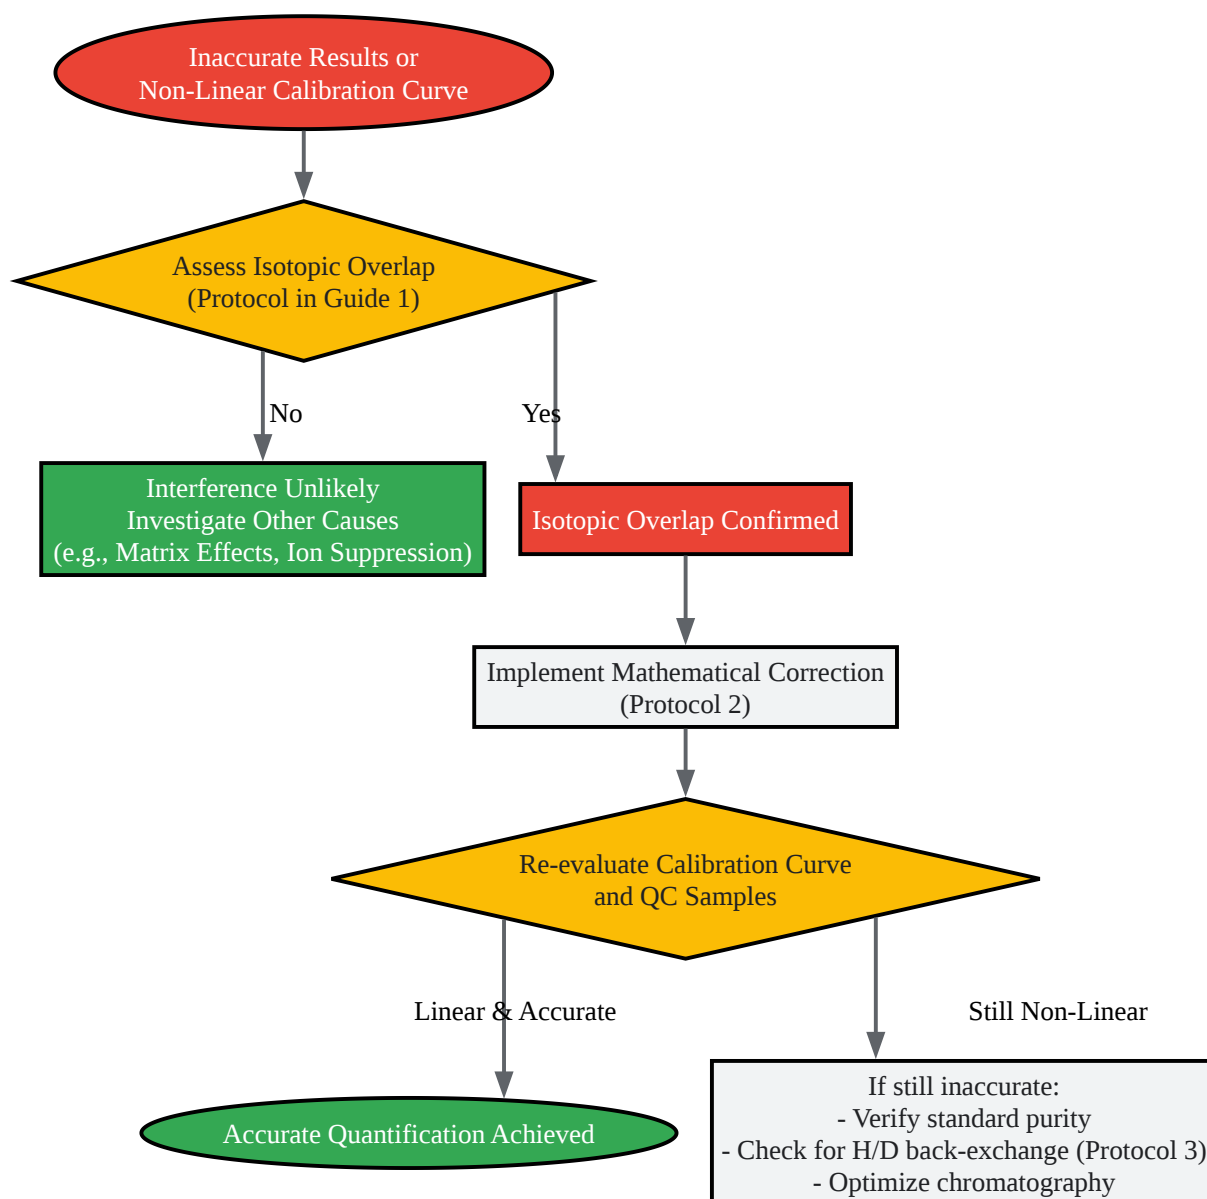 Inaccurate Results or
Non-Linear Calibration Curve
Assess Isotopic Overlap
(Protocol in Guide 1)
No
Yes
Interference Unlikely
Investigate Other Causes
(e.g., Matrix Effects, Ion Suppression)
Isotopic Overlap Confirmed
Implement Mathematical Correction
(Protocol 2)
Re-evaluate Calibration Curve
and QC Samples
Linear & Accurate
Still Non-Linear
Accurate Quantification Achieved
If still inaccurate:
- Verify standard purity
- Check for H/D back-exchange (Protocol 3)
- Optimize chromatography